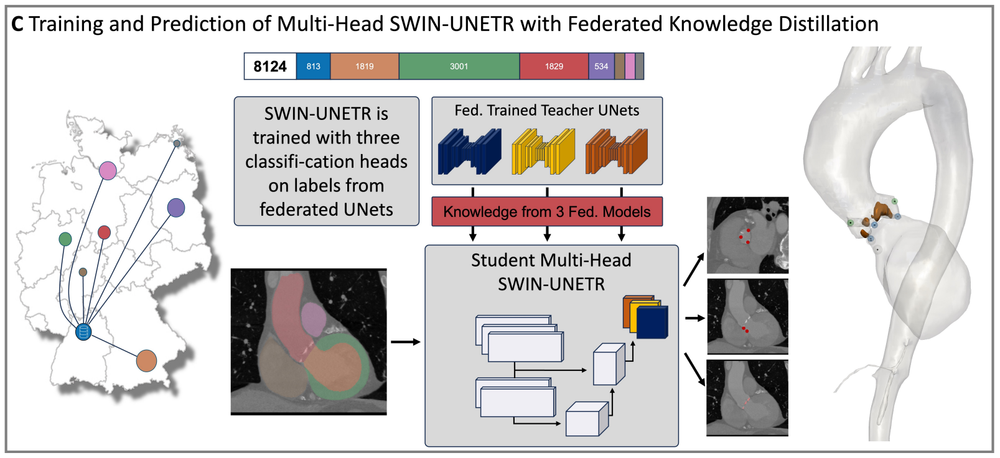 C Training and Prediction of Multi-Head SWIN-UNETR with Federated Knowledge Distillation
8124 813 1819 3001 1829 534
SWIN-UNETR is
trained with three
classifi-cation heads
on labels from
federated UNets
Fed. Trained Teacher UNets
Knowledge from 3 Fed. Models
Student Multi-Head
SWIN-UNETR